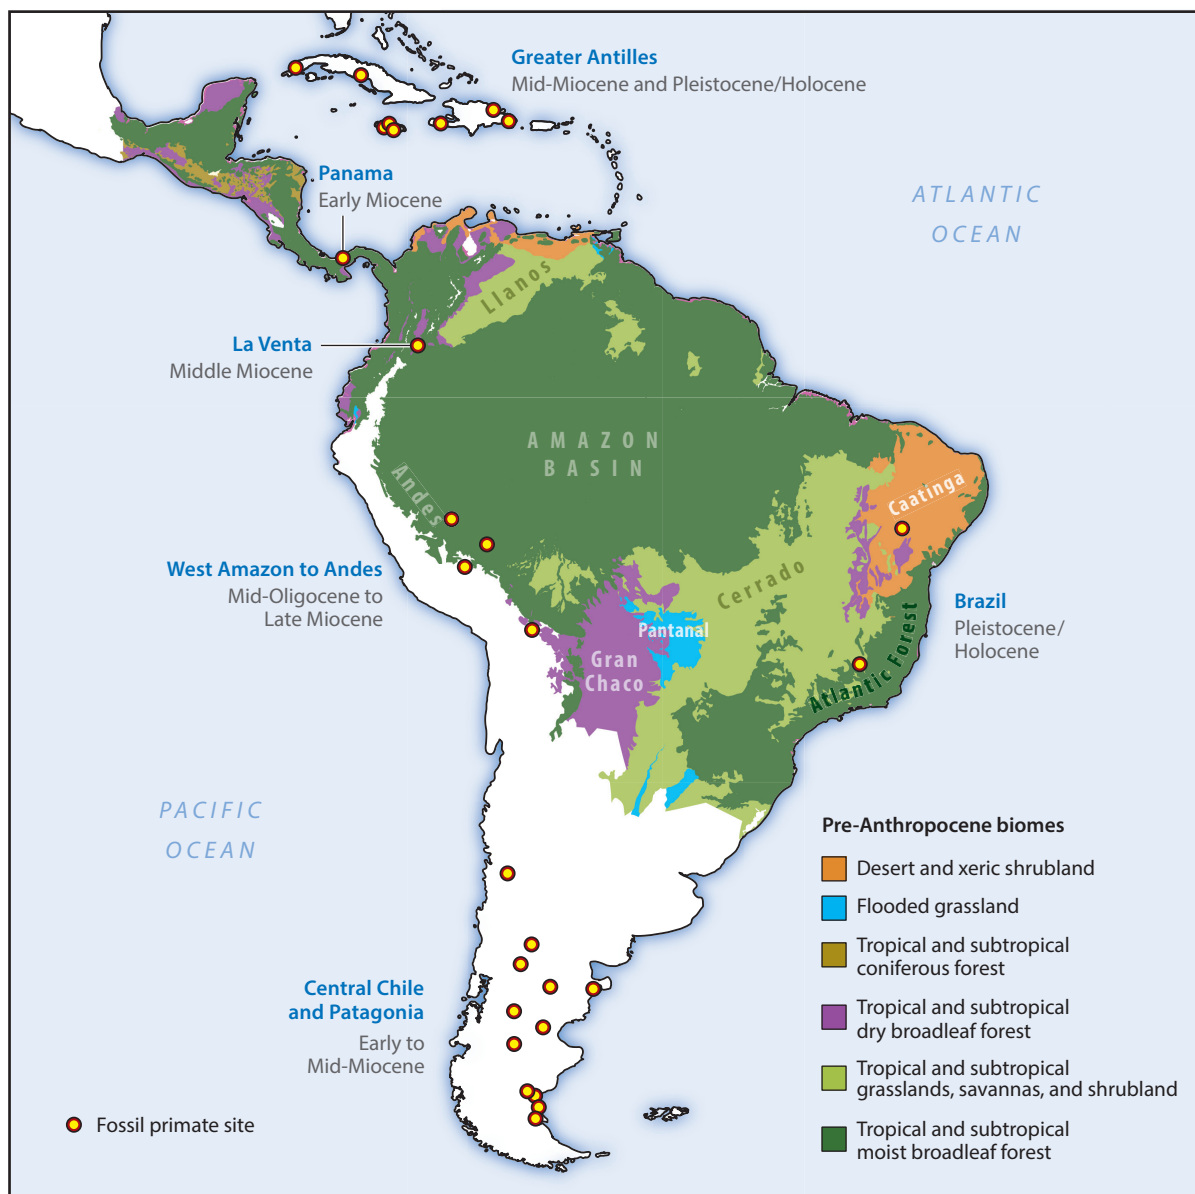 Greater Antilles
Mid-Miocene and Pleistocene/Holocene
Panama
Early Miocene
ATLANTIC
OCEAN
Llanos
La Venta
Middle Miocene
AMAZON
BASIN
Andes
Caatinga
West Amazon to Andes
Mid-Oligocene to
Late Miocene
Cerrado
Pantanal
Gran
Chaco
Brazil
Pleistocene/
Holocene
Atlantic Forest
PACIFIC
OCEAN
Central Chile
and Patagonia
Early to
Mid-Miocene
Fossil primate site
Pre-Anthropocene biomes
Desert and xeric shrubland
Flooded grassland
Tropical and subtropical
coniferous forest
Tropical and subtropical
dry broadleaf forest
Tropical and subtropical
grasslands, savannas, and shrubland
Tropical and subtropical
moist broadleaf forest